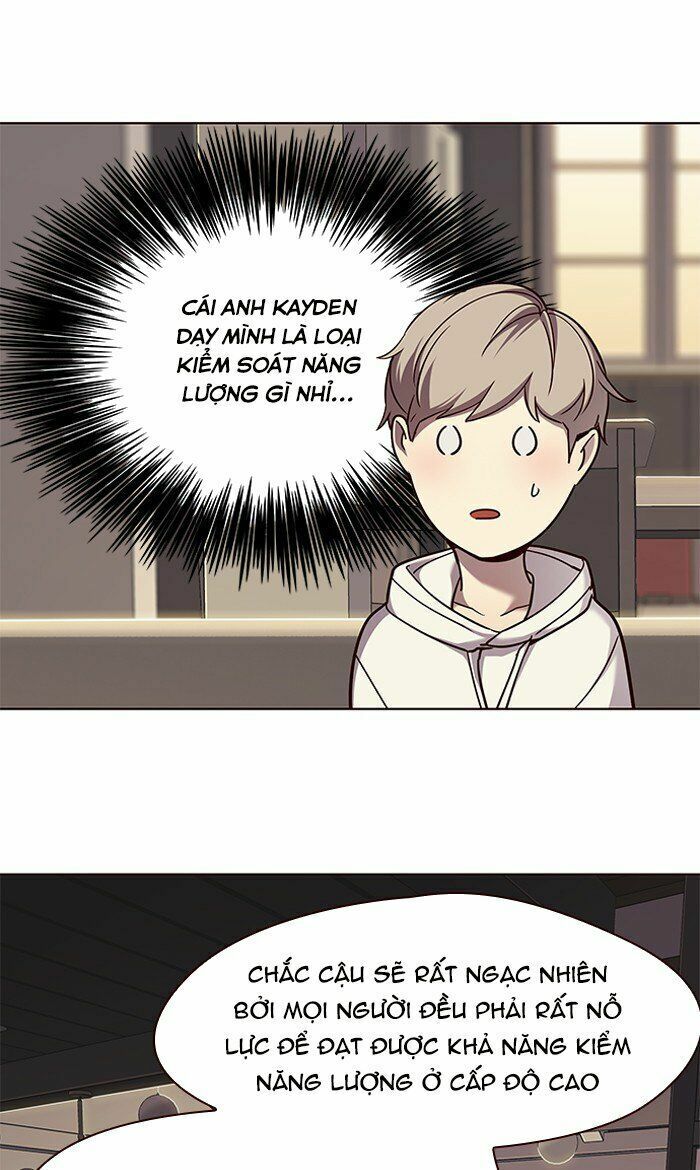 CÁI ANH KAYDEN
DẠY MÌNH LÀ LOẠI
KIỂM SOÁT NĂNG
LƯỢNG GÌ NHỈ...
CHẮC CẬU SẼ RẤT NGẠC NHIÊN
BỞI MỌI NGƯỜI ĐỀU PHẢI RẤT NỖ
LỰC ĐỂ ĐẠT ĐƯỢC KHẢ NĂNG KIỂM
NĂNG LƯỢNG Ở CẤP ĐỘ CAO